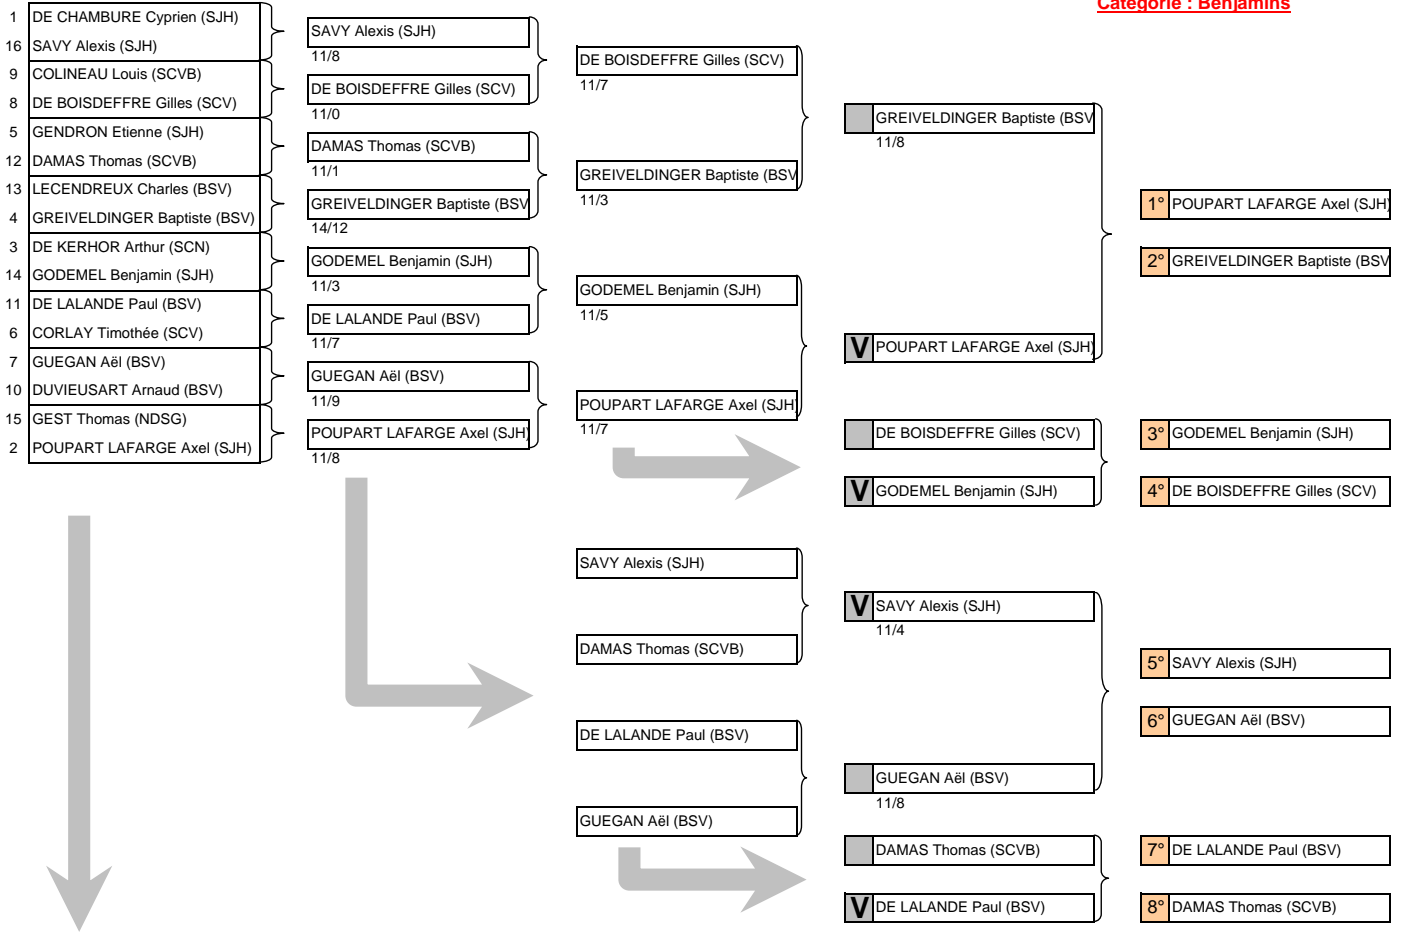 Catégorie : Benjamins
1 DE CHAMBURE Cyprien (SJH)
16 SAVY Alexis (SJH)
9 COLINEAU Louis (SCVB)
8 DE BOISDEFFRE Gilles (SCV)
5 GENDRON Etienne (SJH)
12 DAMAS Thomas (SCVB)
13 LECENDREUX Charles (BSV)
4 GREIVELDINGER Baptiste (BSV)
3 DE KERHOR Arthur (SCN)
14 GODEMEL Benjamin (SJH)
11 DE LALANDE Paul (BSV)
6 CORLAY Timothée (SCV)
7 GUEGAN Aël (BSV)
10 DUVIEUSART Arnaud (BSV)
15 GEST Thomas (NDSG)
2 POUPART LAFARGE Axel (SJH)
SAVY Alexis (SJH)
11/8
DE BOISDEFFRE Gilles (SCV)
11/0
DAMAS Thomas (SCVB)
11/1
GREIVELDINGER Baptiste (BSV
14/12
GODEMEL Benjamin (SJH)
11/3
DE LALANDE Paul (BSV)
11/7
GUEGAN Aël (BSV)
11/9
POUPART LAFARGE Axel (SJH)
11/8
DE BOISDEFFRE Gilles (SCV)
11/7
GREIVELDINGER Baptiste (BSV
11/3
GODEMEL Benjamin (SJH)
11/5
POUPART LAFARGE Axel (SJH)
11/7
SAVY Alexis (SJH)
DAMAS Thomas (SCVB)
DE LALANDE Paul (BSV)
GUEGAN Aël (BSV)
GREIVELDINGER Baptiste (BSV
11/8
V POUPART LAFARGE Axel (SJH)
DE BOISDEFFRE Gilles (SCV)
V GODEMEL Benjamin (SJH)
V SAVY Alexis (SJH)
11/4
GUEGAN Aël (BSV)
11/8
DAMAS Thomas (SCVB)
V DE LALANDE Paul (BSV)
1° POUPART LAFARGE Axel (SJH)
2° GREIVELDINGER Baptiste (BSV
3° GODEMEL Benjamin (SJH)
4° DE BOISDEFFRE Gilles (SCV)
5° SAVY Alexis (SJH)
6° GUEGAN Aël (BSV)
7° DE LALANDE Paul (BSV)
8° DAMAS Thomas (SCVB)